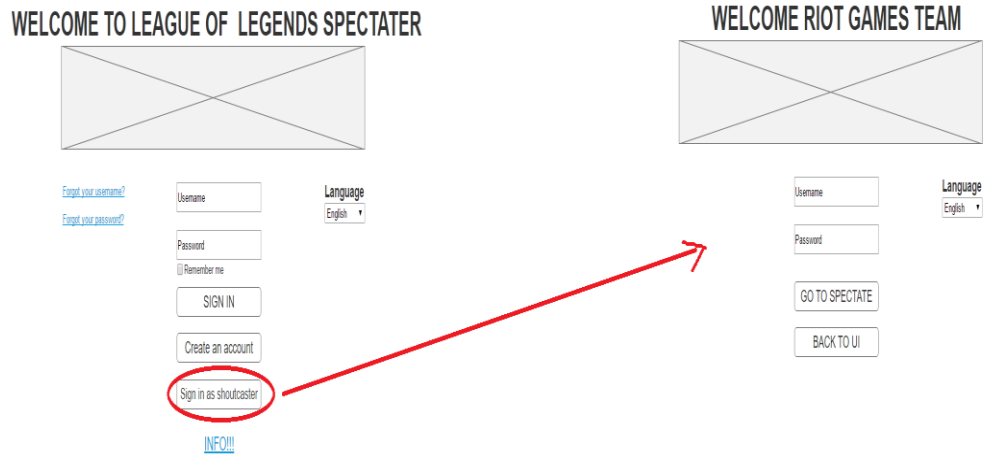 WELCOME TO LEAGUE OF LEGENDS SPECTATER
Forgot your username?
Forgot your password?
Username
Password
Remember me
SIGN IN
Create an account
Sign in as shoutcaster
INFO!!!
Language
English
WELCOME RIOT GAMES TEAM
Username
Password
GO TO SPECTATE
BACK TO UI
Language
English